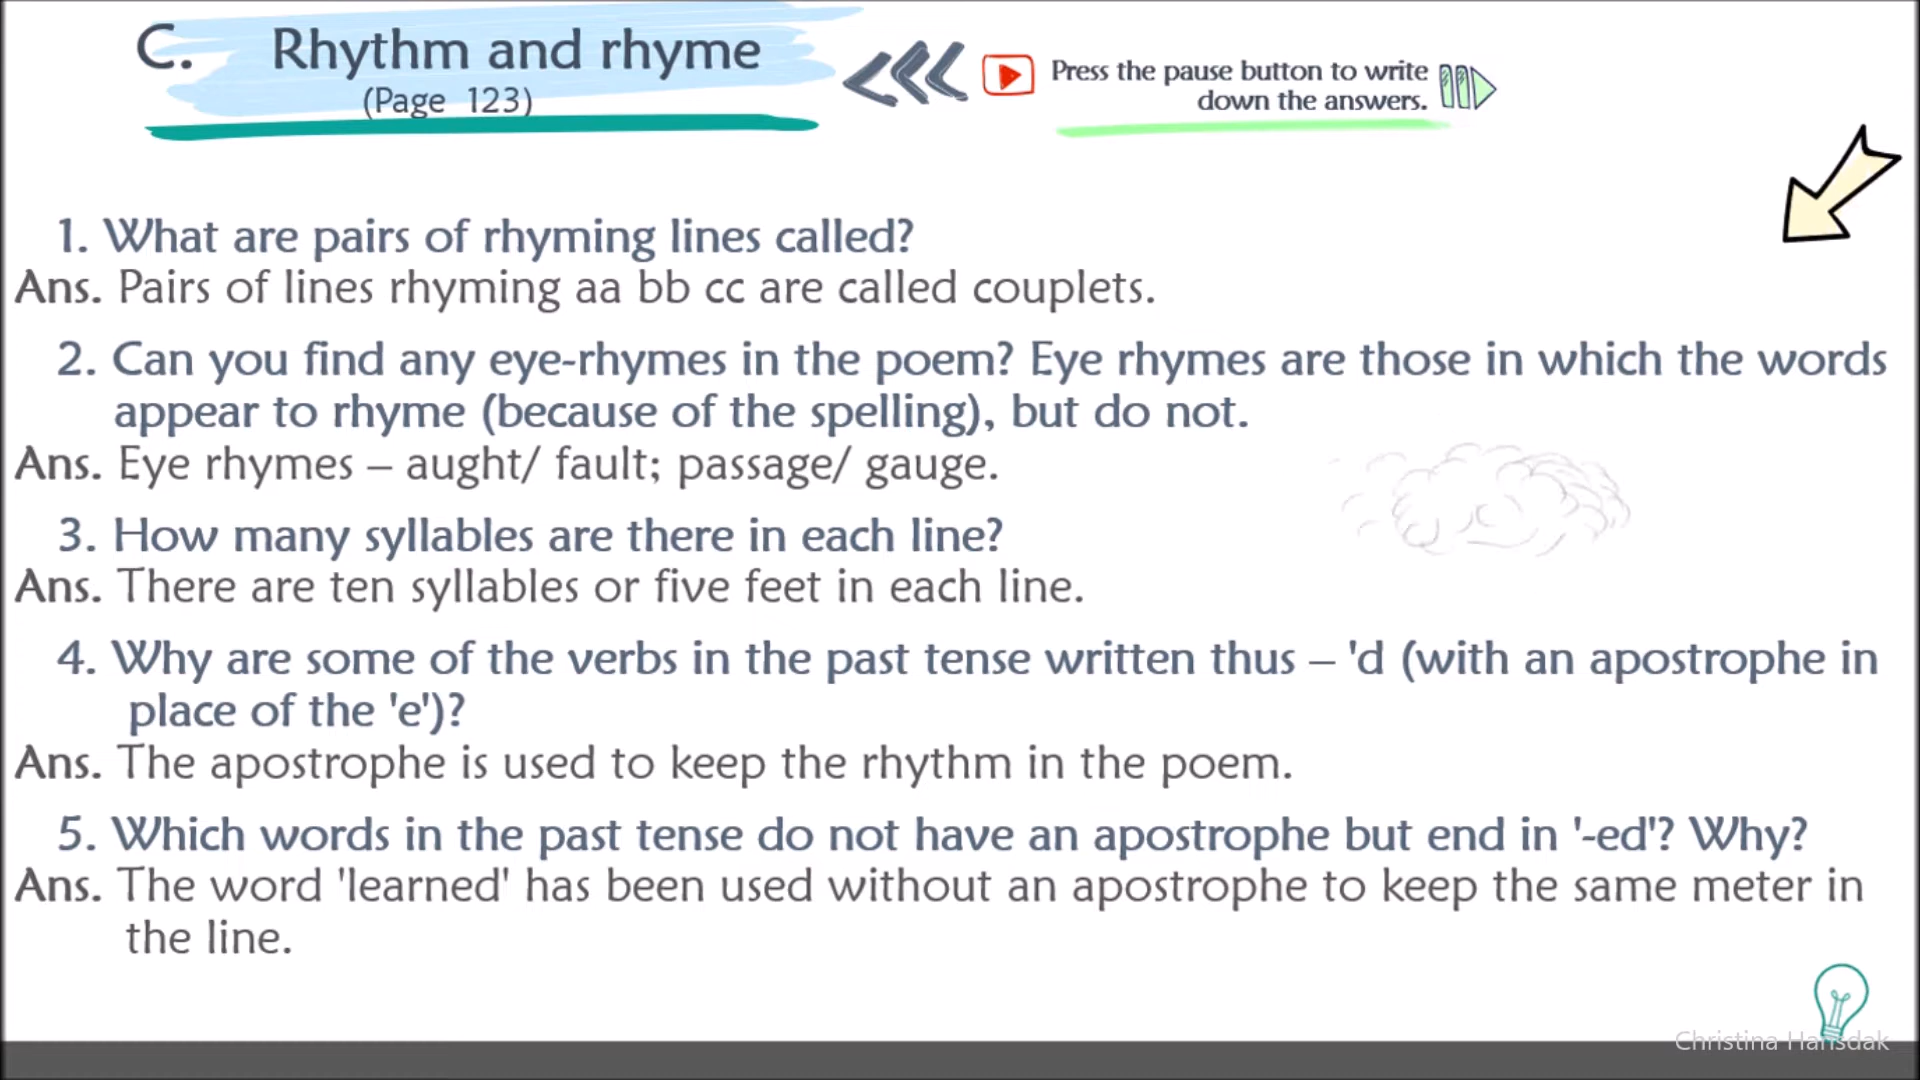 C. Rhythm and rhyme
(Page 123)
Press the pause button to write
down the answers.
1. What are pairs of rhyming lines called?
Ans. Pairs of lines rhyming aa bb cc are called couplets.
2. Can you find any eye-rhymes in the poem? Eye rhymes are those in which the words
appear to rhyme (because of the spelling), but do not.
Ans. Eye rhymes – aught/ fault; passage/ gauge.
3. How many syllables are there in each line?
Ans. There are ten syllables or five feet in each line.
4. Why are some of the verbs in the past tense written thus – 'd (with an apostrophe in
place of the 'e')?
Ans. The apostrophe is used to keep the rhythm in the poem.
5. Which words in the past tense do not have an apostrophe but end in '-ed'? Why?
Ans. The word 'learned' has been used without an apostrophe to keep the same meter in
the line.
Christina Hansdak